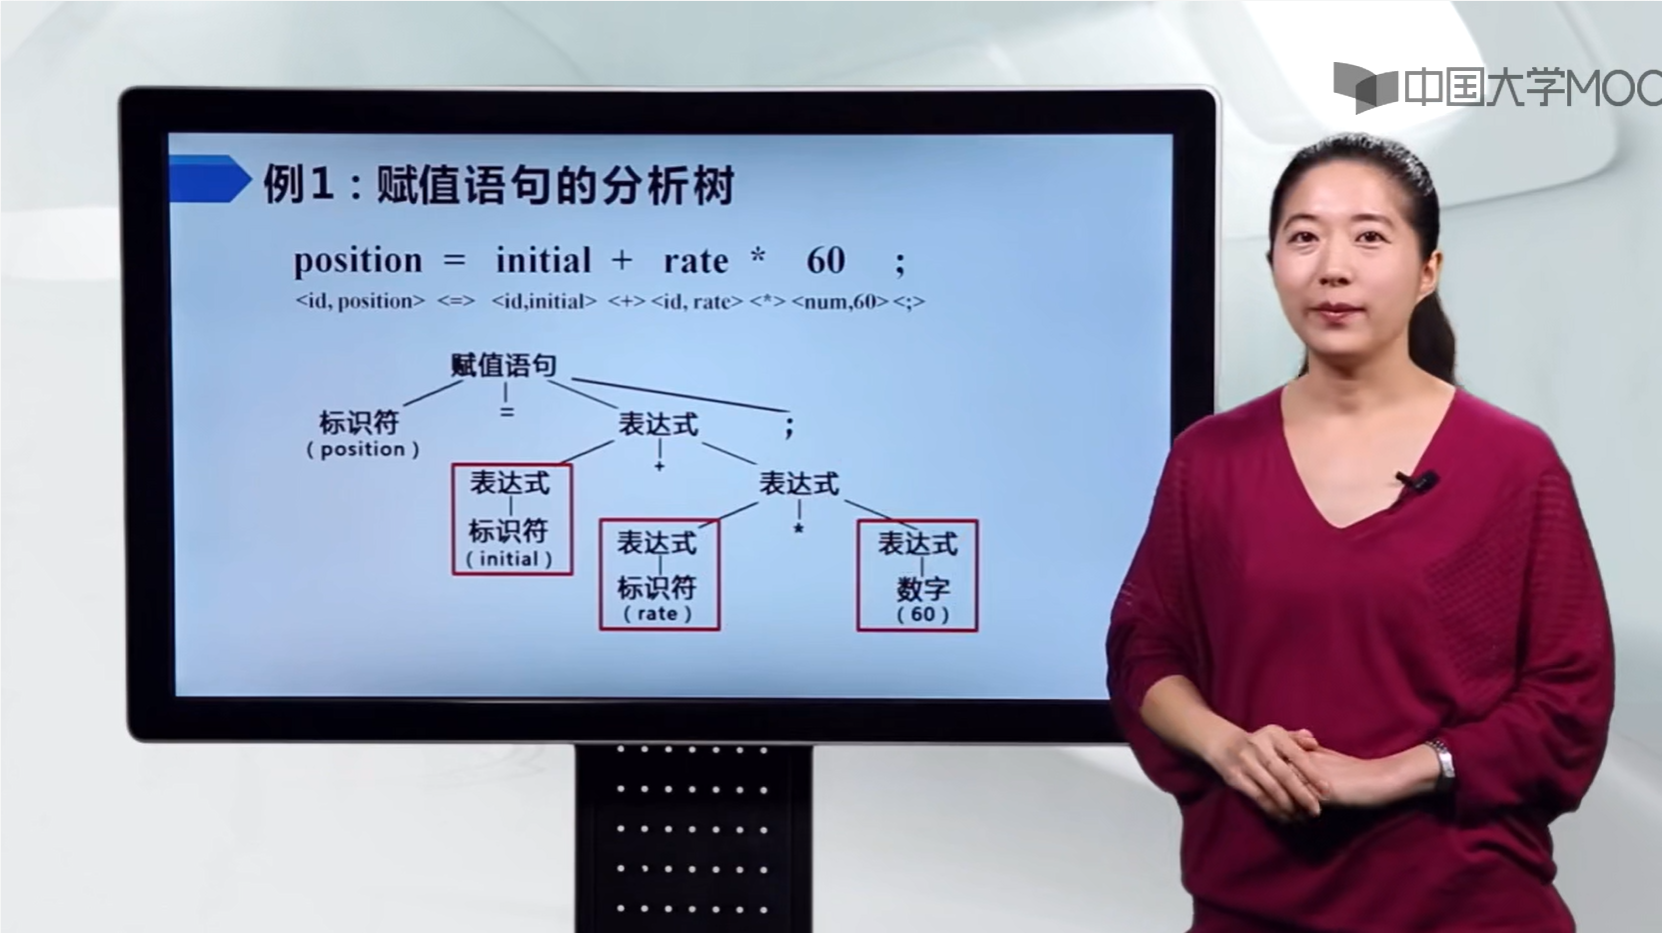 中国大学MOO
例1：赋值语句的分析树
position = initial + rate * 60 ;
<id, position> <=> <id,initial> <+> <id, rate> <*> <num,60> <;>
赋值语句
标识符 = 表达式 ;
(position) +
表达式 表达式
标识符 *
(initial) 表达式 表达式
标识符 数字
(rate) (60)